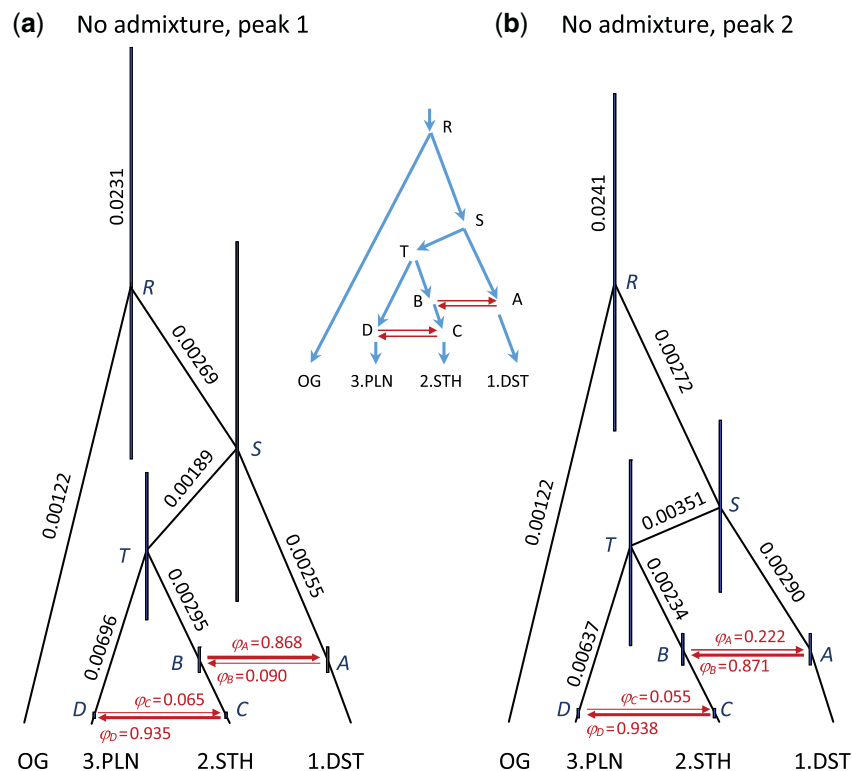 (a) No admixture, peak 1
0.0231
R
0.00269
0.00122
S
0.00189
T
0.00255
0.00295
0.00696
φA=0.868
B
A
φB=0.090
φC=0.065
D
C
φD=0.935
OG 3.PLN 2.STH 1.DST
R
S
T
B
A
D
C
OG 3.PLN 2.STH 1.DST
(b) No admixture, peak 2
0.0241
R
0.00272
0.00122
S
0.00351
T
0.00290
0.00234
0.00637
φA=0.222
B
A
φB=0.871
φC=0.055
D
C
φD=0.938
OG 3.PLN 2.STH 1.DST